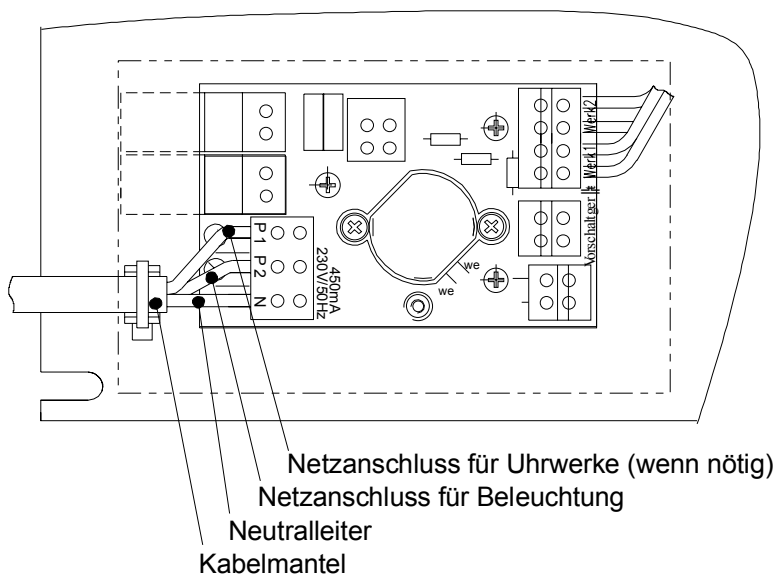 Werk2
Werk1
Vorschaltger
P1
P2
N
450mA
230V/50Hz
we
we
Netzanschluss für Uhrwerke (wenn nötig)
Netzanschluss für Beleuchtung
Neutralleiter
Kabelmantel